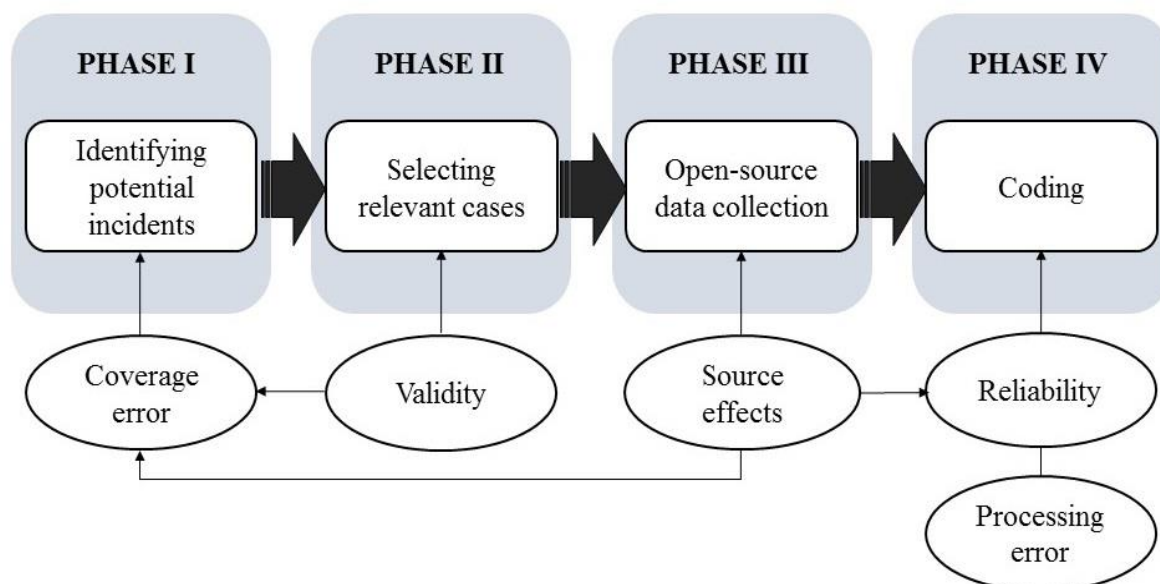 PHASE I
PHASE II
PHASE III
PHASE IV
Identifying
potential
incidents
Selecting
relevant cases
Open-source
data collection
Coding
Coverage
error
Validity
Source
effects
Reliability
Processing
error